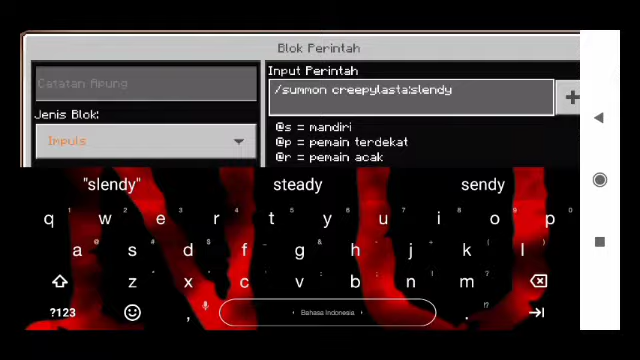 Blok Perintah
Catatan Apung
Input Perintah
/summon creepylasta:slendy
+
Jenis Blok:
Impuls
@s = mandiri
@p = pemain terdekat
@r = pemain acak
"slendy" steady sendy
q w e r t y u i o p
a s d f g h j k l
z x c v b n m
?123 , Bahasa Indonesia .